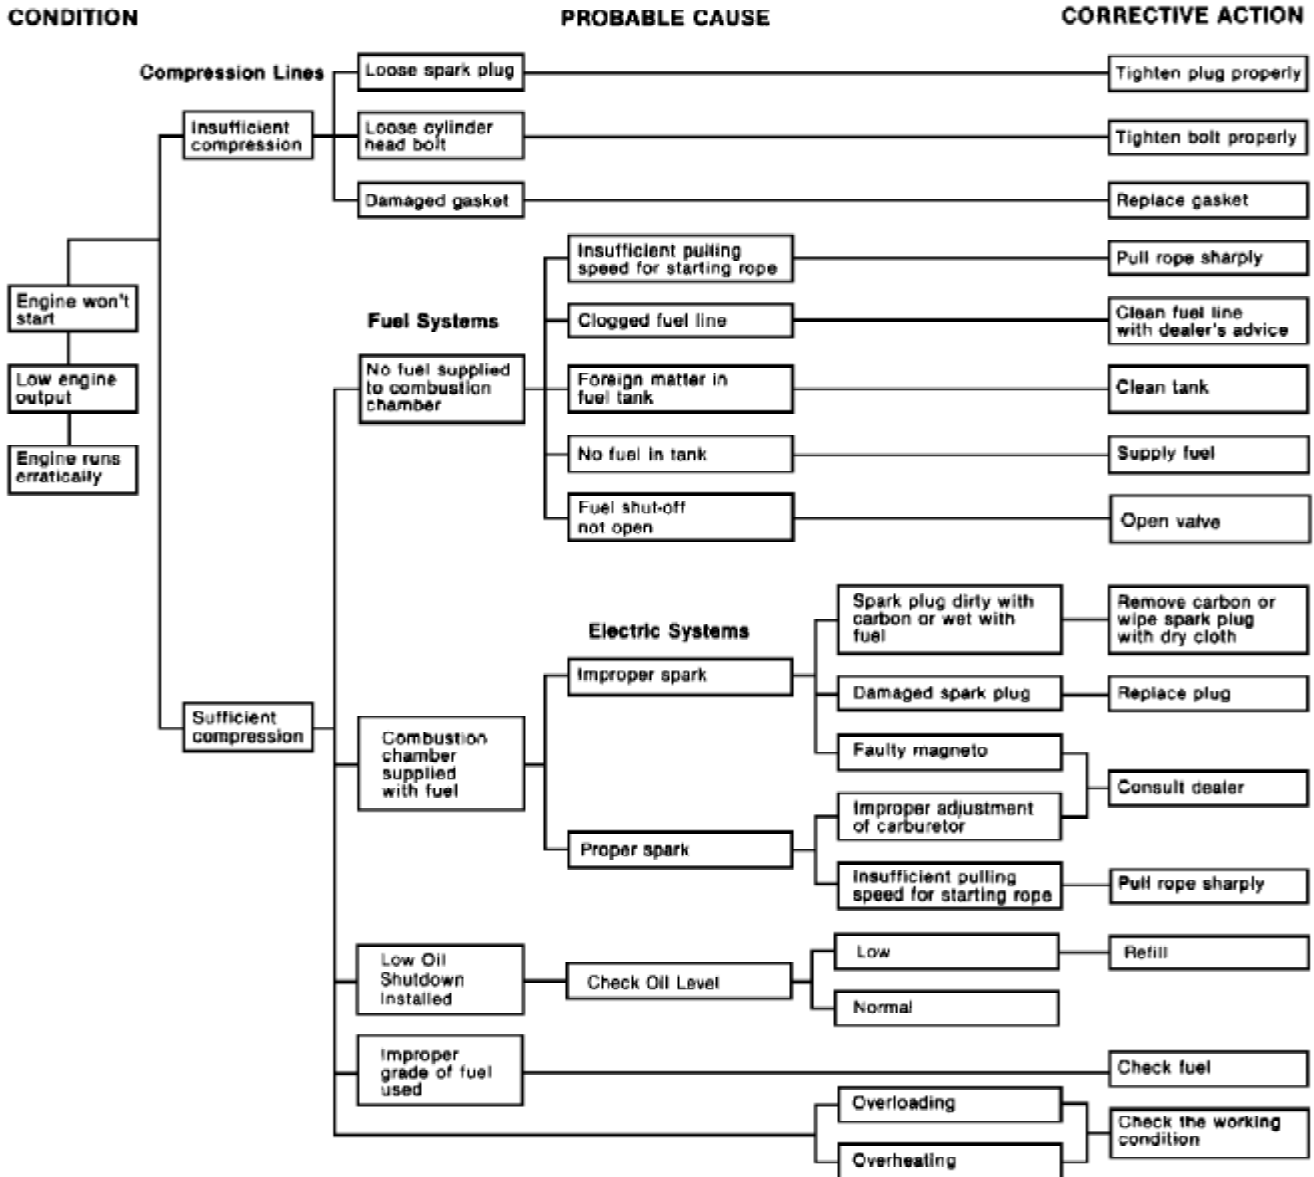 CONDITION
PROBABLE CAUSE
CORRECTIVE ACTION
Compression Lines
Loose spark plug
Tighten plug properly
Insufficient
compression
Loose cylinder
head bolt
Tighten bolt properly
Damaged gasket
Replace gasket
Engine won't
start
Low engine
output
Engine runs
erratically
Fuel Systems
No fuel supplied
to combustion
chamber
Insufficient pulling
speed for starting rope
Pull rope sharply
Clogged fuel line
Clean fuel line
with dealer's advice
Foreign matter in
fuel tank
Clean tank
No fuel in tank
Supply fuel
Fuel shut-off
not open
Open valve
Sufficient
compression
Combustion
chamber
supplied
with fuel
Electric Systems
Improper spark
Spark plug dirty with
carbon or wet with
fuel
Remove carbon or
wipe spark plug
with dry cloth
Damaged spark plug
Replace plug
Faulty magneto
Consult dealer
Proper spark
Improper adjustment
of carburetor
Insufficient pulling
speed for starting rope
Pull rope sharply
Low Oil
Shutdown
Installed
Check Oil Level
Low
Refill
Normal
Improper
grade of fuel
used
Check fuel
Overloading
Check the working
condition
Overheating